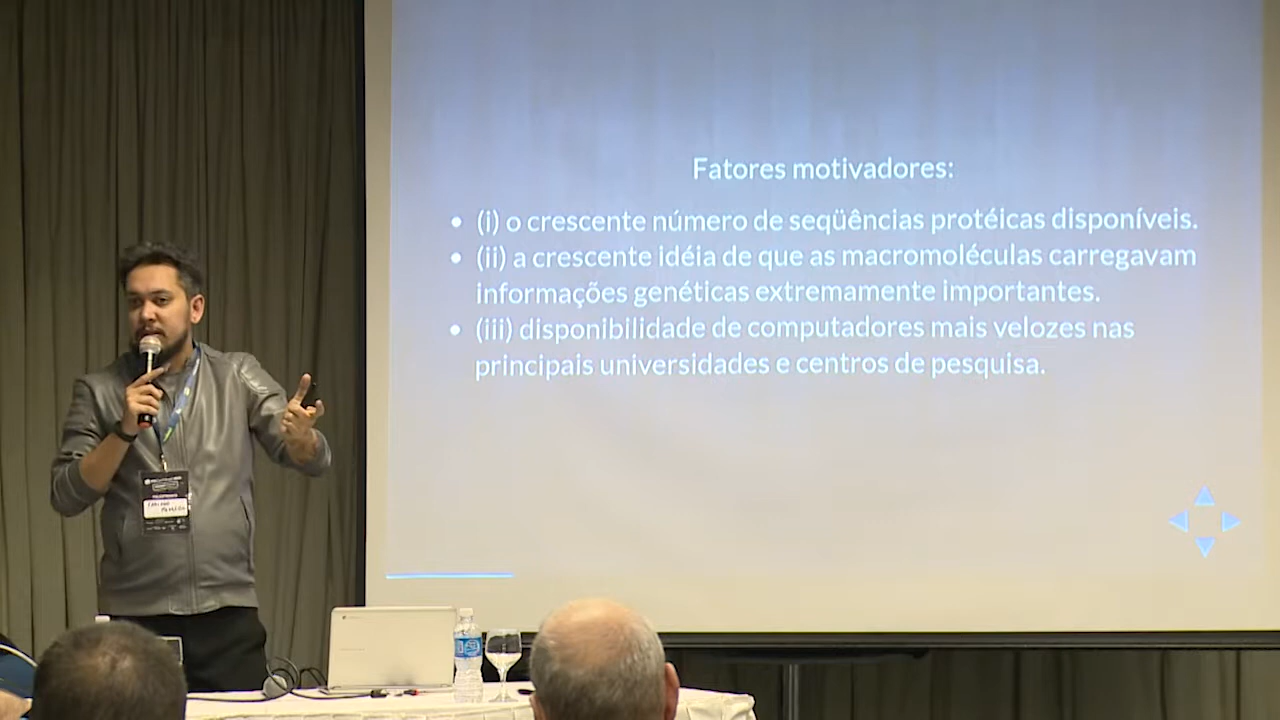 Fatores motivadores:
• (i) o crescente número de seqüências protéicas disponíveis.
• (ii) a crescente idéia de que as macromoléculas carregavam
informações genéticas extremamente importantes.
• (iii) disponibilidade de computadores mais velozes nas
principais universidades e centros de pesquisa.